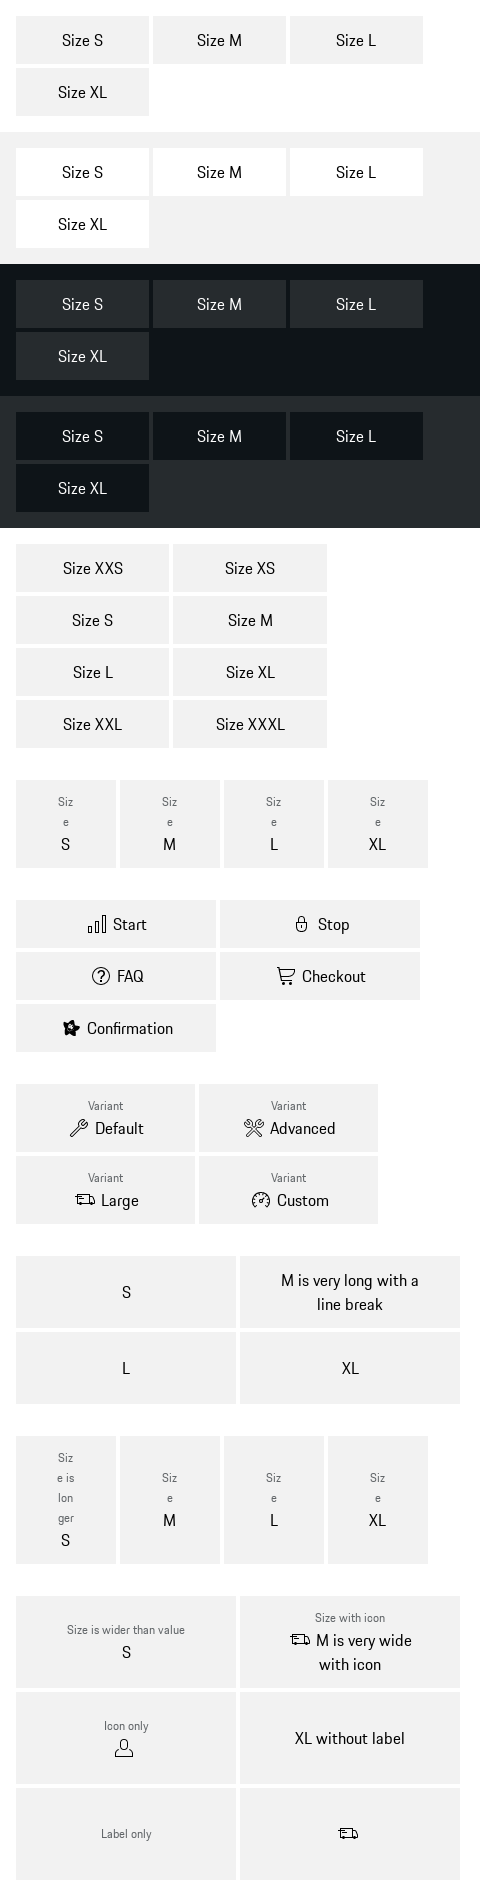 Size S Size M Size L
Size XL
Size S Size M Size L
Size XL
Size S Size M Size L
Size XL
Size S Size M Size L
Size XL
Size XXS Size XS
Size S Size M
Size L Size XL
Size XXL Size XXXL
Siz Siz Siz Siz
e e e e
S M L XL
Start Stop
FAQ Checkout
Confirmation
Variant Variant
Default Advanced
Variant Variant
Large Custom
S
M is very long with a
line break
L XL
Siz
e is
lon
ger
S
Siz
e
M
Siz
e
L
Siz
e
XL
Size is wider than value
S
Size with icon
M is very wide
with icon
Icon only
XL without label
Label only